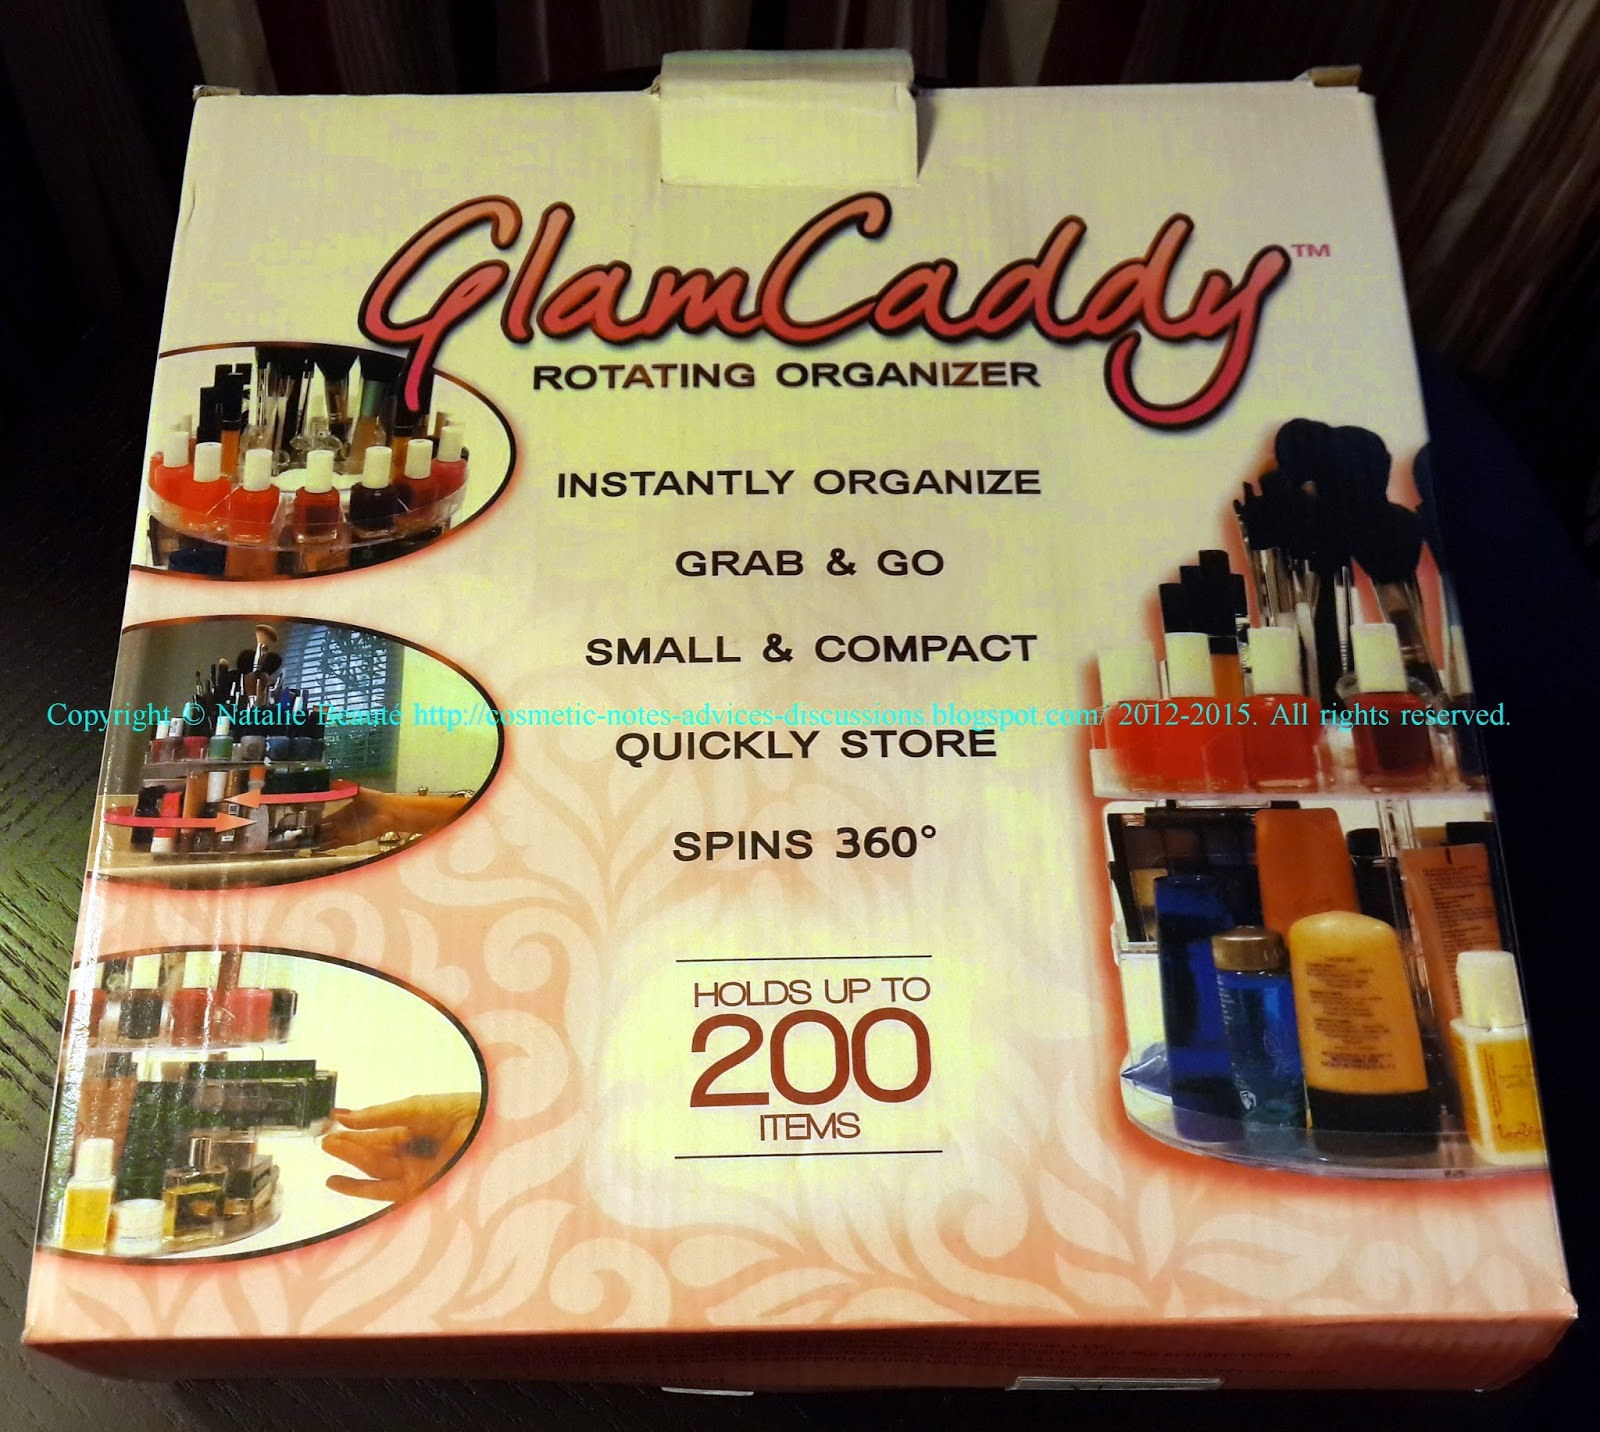 GlamCaddy™
ROTATING ORGANIZER
INSTANTLY ORGANIZE
GRAB & GO
SMALL & COMPACT
Copyright © Natalie Beauté http://cosmetic-notes-advices-discussions.blogspot.com/ 2012-2015. All rights reserved.
QUICKLY STORE
SPINS 360°
HOLDS UP TO
200
ITEMS